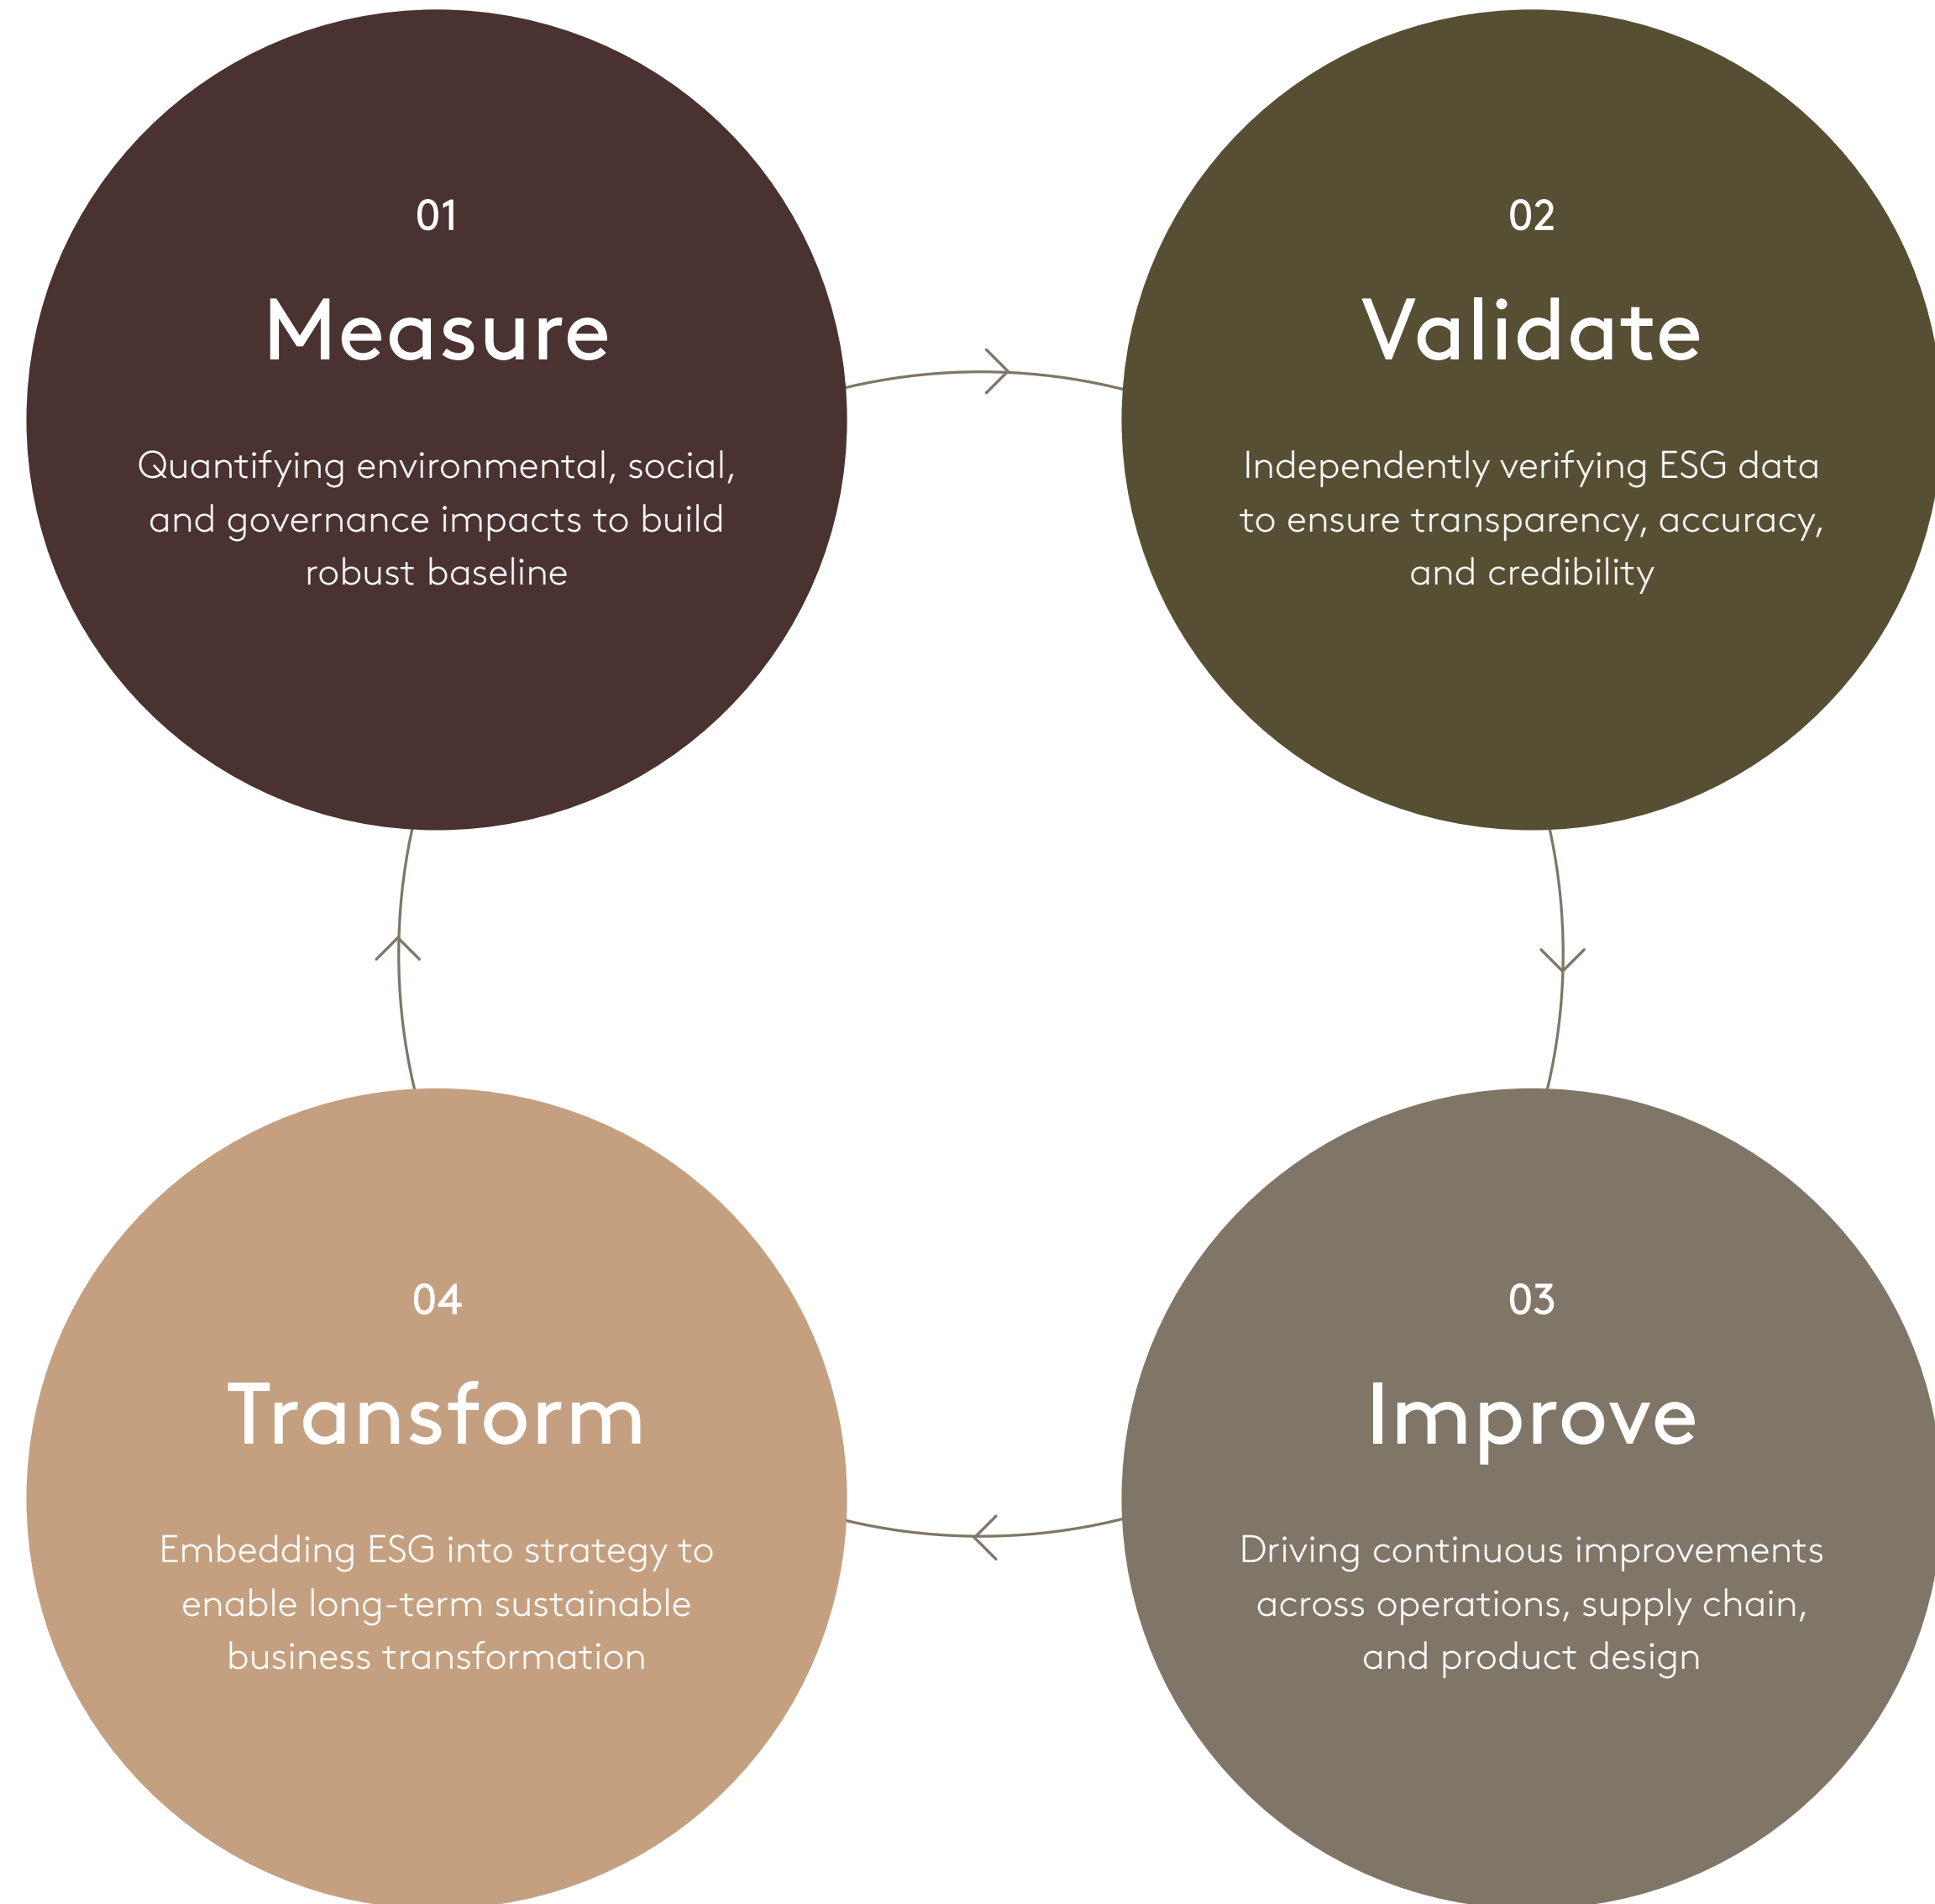 01
Measure
Quantifying environmental, social,
and governance impacts to build
robust baseline
02
Validate
Independently verifying ESG data
to ensure transparency, accuracy,
and credibility
03
Improve
Driving continuous improvements
across operations, supply chain,
and product design
04
Transform
Embedding ESG into strategy to
enable long-term sustainable
business transformation